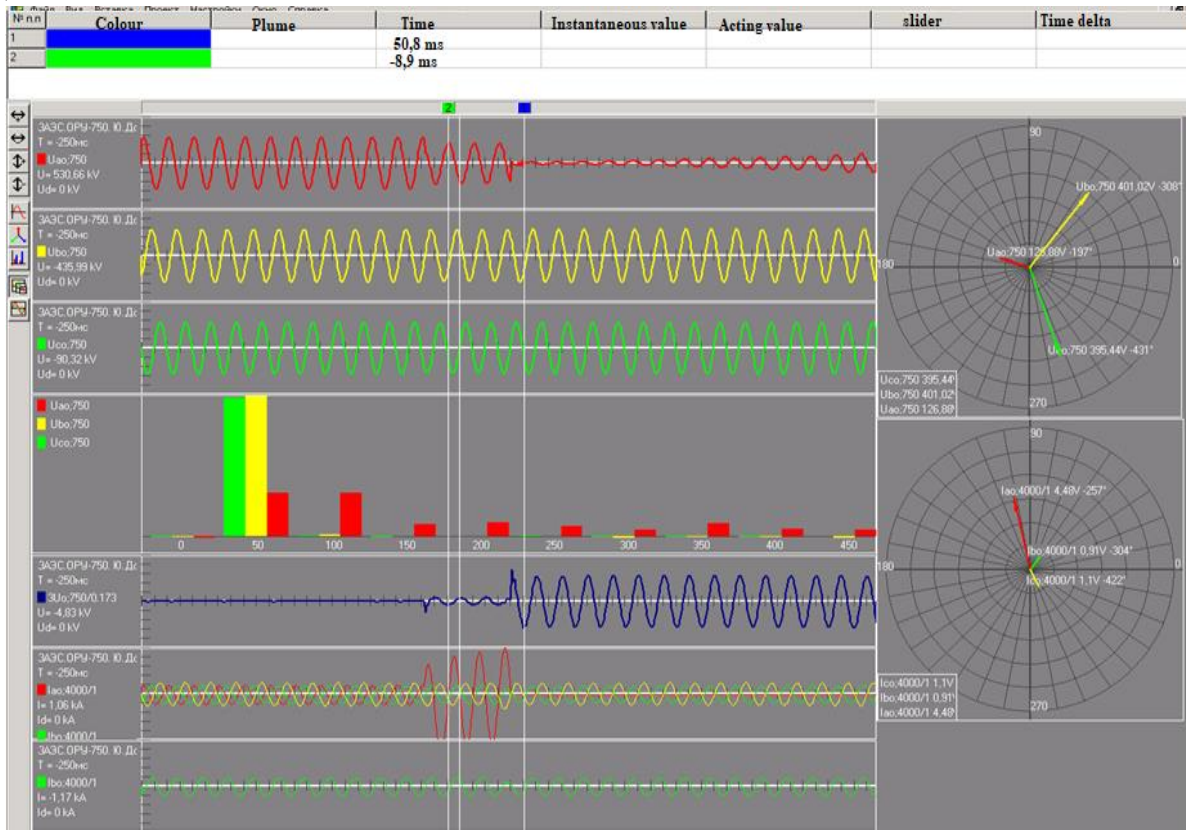 Файл Вид Вставка Проект Настройки Окно Справка
№ п.п Colour Plume Time Instantaneous value Acting value slider Time delta
1 50,8 ms
2 -8,9 ms
2 1
ЗАЭС.ОРУ-750. Ю.Дс
T = -250мс
Uao;750
U= 530,66 kV
Ud= 0 kV
ЗАЭС.ОРУ-750. Ю.Дс
T = -250мс
Ubo;750
U= -435,99 kV
Ud= 0 kV
ЗАЭС.ОРУ-750. Ю.Дс
T = -250мс
Uco;750
U= -90,32 kV
Ud= 0 kV
Uao;750
Ubo;750
Uco;750
0 50 100 150 200 250 300 350 400 450
ЗАЭС.ОРУ-750. Ю.Дс
T = -250мс
3Uo;750/0.173
U= -4,83 kV
Ud= 0 kV
ЗАЭС.ОРУ-750. Ю.Дс
T = -250мс
Iao;4000/1
I= 1,06 kA
Id= 0 kA
Ibo;4000/1
ЗАЭС.ОРУ-750. Ю.Дс
T = -250мс
Ibo;4000/1
I= -1,17 kA
Id= 0 kA
90
Ubo;750 401,02V -308°
Uao;750 126,88V -197°
180
0
Uco;750 395,44V -431°
Uco;750 395,44
Ubo;750 401,02
Uao;750 126,88
270
90
Iao;4000/1 4,48V -257°
Ibo;4000/1 0,91V -304°
180
0
Ico;4000/1 1,1V -422°
Ico;4000/1 1,1V
Ibo;4000/1 0,91
Iao;4000/1 4,48
270